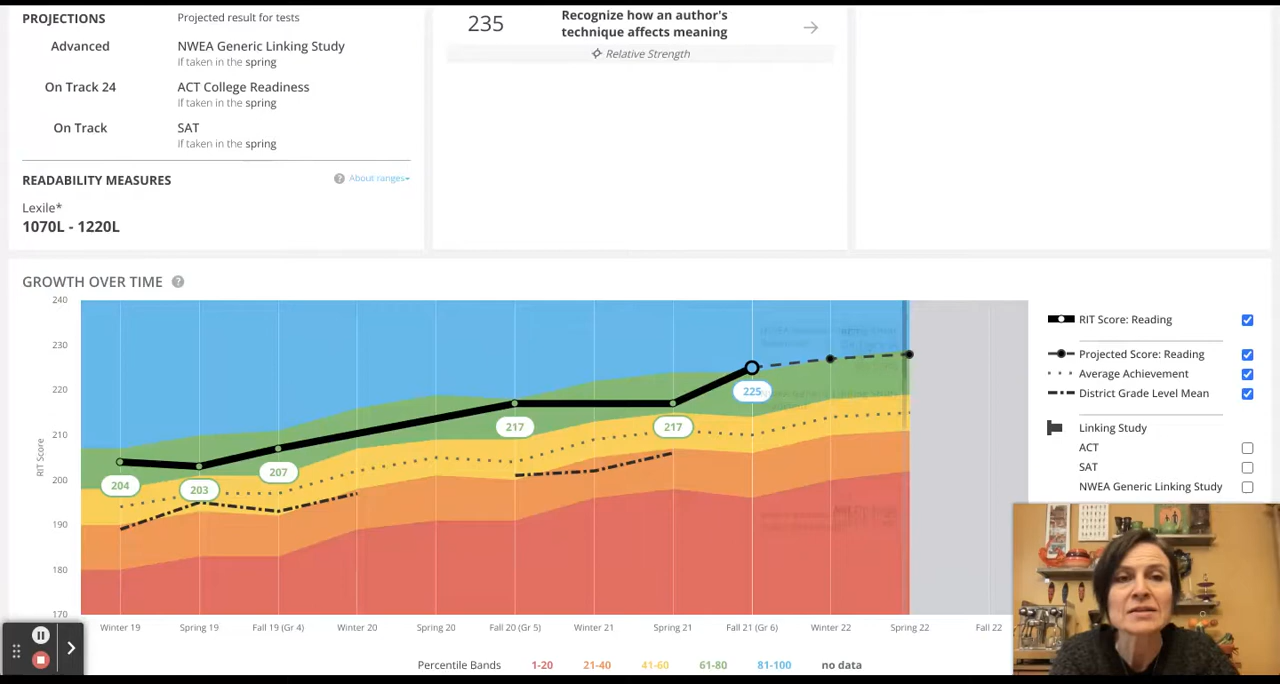 PROJECTIONS
Projected result for tests
Advanced
NWEA Generic Linking Study
If taken in the spring
On Track 24
ACT College Readiness
If taken in the spring
On Track
SAT
If taken in the spring
READABILITY MEASURES
? About ranges
Lexile*
1070L - 1220L
235
Recognize how an author's
technique affects meaning
Relative Strength
GROWTH OVER TIME ?
RIT Score
240
230
220
210
200
190
180
170
204
203
207
217
217
225
Winter 19
Spring 19
Fall 19 (Gr 4)
Winter 20
Spring 20
Fall 20 (Gr 5)
Winter 21
Spring 21
Fall 21 (Gr 6)
Winter 22
Spring 22
Fall 22
Percentile Bands
1-20
21-40
41-60
61-80
81-100
no data
RIT Score: Reading
Projected Score: Reading
Average Achievement
District Grade Level Mean
Linking Study
ACT
SAT
NWEA Generic Linking Study